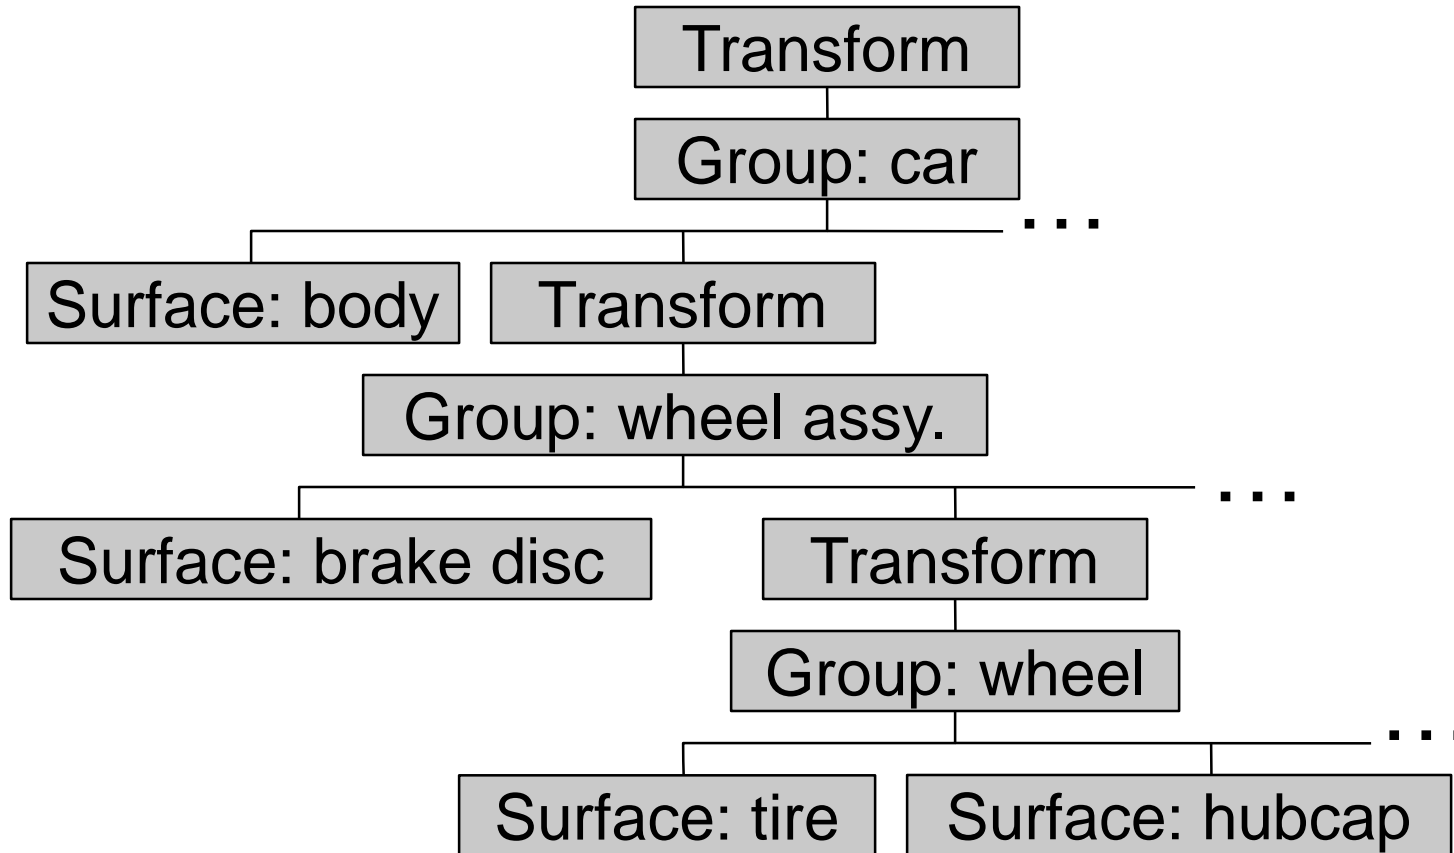 Transform
Group: car
...
Surface: body
Transform
Group: wheel assy.
...
Surface: brake disc
Transform
Group: wheel
...
Surface: tire
Surface: hubcap